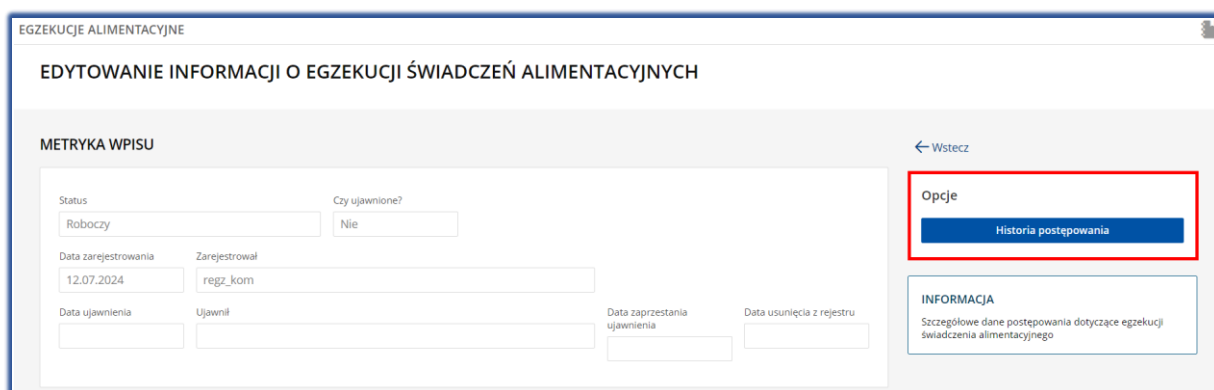 EGZEKUCJE ALIMENTACYJNE
EDYTOWANIE INFORMACJI O EGZEKUCJI ŚWIADCZEŃ ALIMENTACYJNYCH
METRYKA WPISU
Status
Roboczy
Czy ujawnione?
Nie
Data zarejestrowania
12.07.2024
Zarejestrował
regz_kom
Data ujawnienia
Ujawnił
Data zaprzestania
ujawnienia
Data usunięcia z rejestru
← Wstecz
Opcje
Historia postępowania
INFORMACJA
Szczegółowe dane postępowania dotyczące egzekucji
świadczenia alimentacyjnego